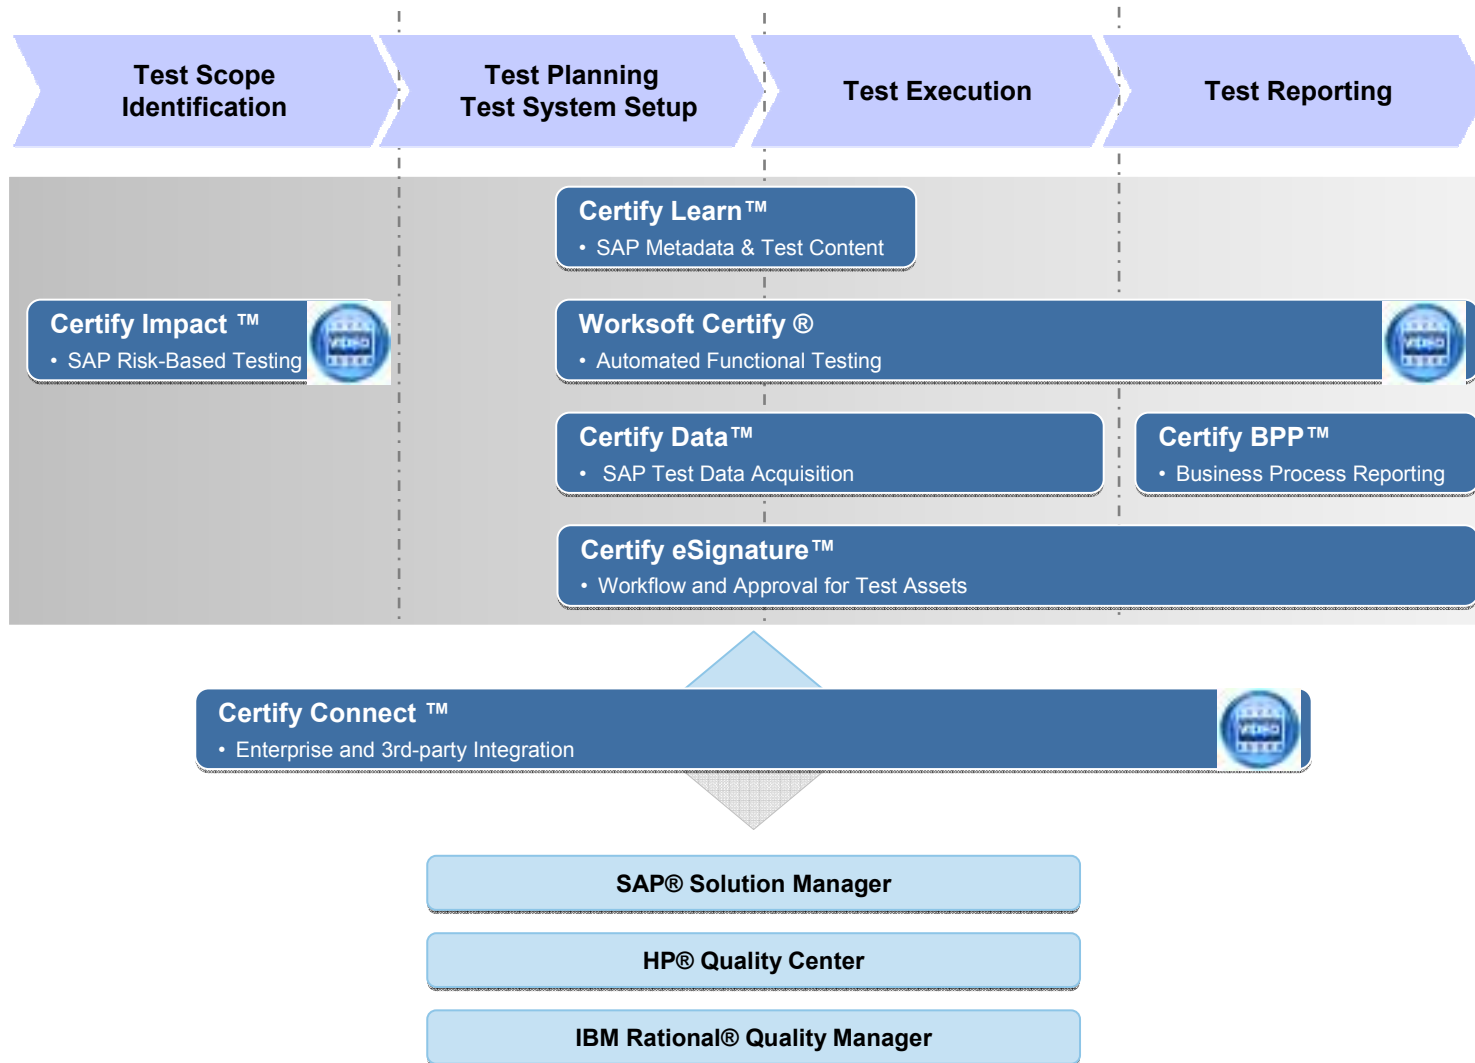 Test Scope
Identification
Test Planning
Test System Setup
Test Execution
Test Reporting
Certify Learn™
• SAP Metadata & Test Content
Certify Impact ™
• SAP Risk-Based Testing
VIDEO
Worksoft Certify ®
• Automated Functional Testing
VIDEO
Certify Data™
• SAP Test Data Acquisition
Certify BPP™
• Business Process Reporting
Certify eSignature™
• Workflow and Approval for Test Assets
Certify Connect ™
• Enterprise and 3rd-party Integration
VIDEO
SAP® Solution Manager
HP® Quality Center
IBM Rational® Quality Manager